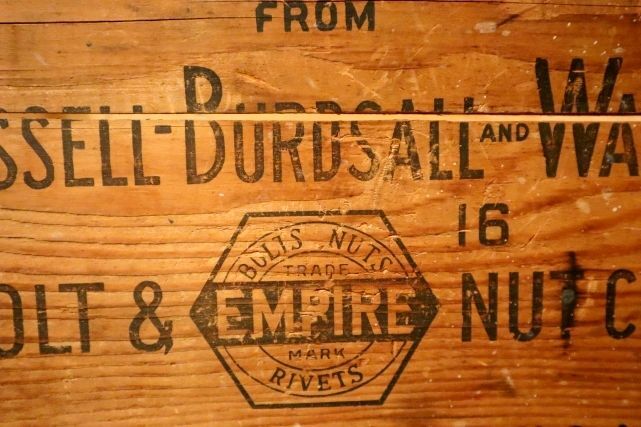 FROM
SSELL-BURDSALL AND WA
16
OLT & NUT C
BOLTS NUTS
TRADE
EMPIRE
MARK
RIVETS